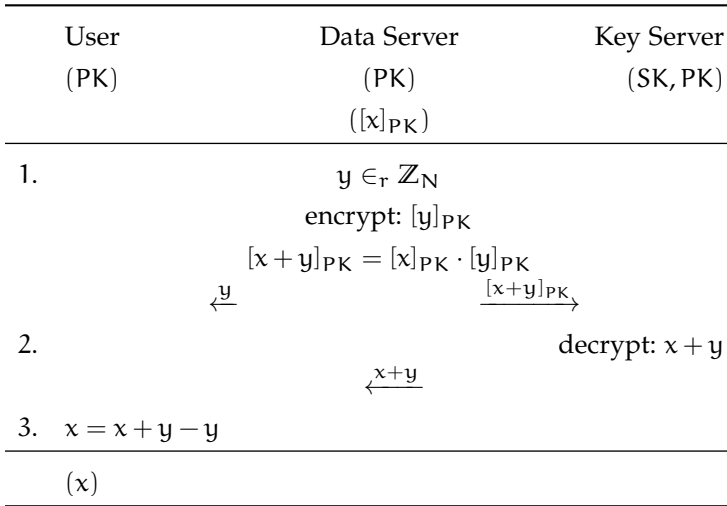 User Data Server Key Server
(PK) (PK) (SK, PK)
([x]PK)
1. y ∈r ℤN
encrypt: [y]PK
[x + y]PK = [x]PK · [y]PK
y [x+y]PK
2. decrypt: x + y
x+y
3. x = x + y − y
(x)